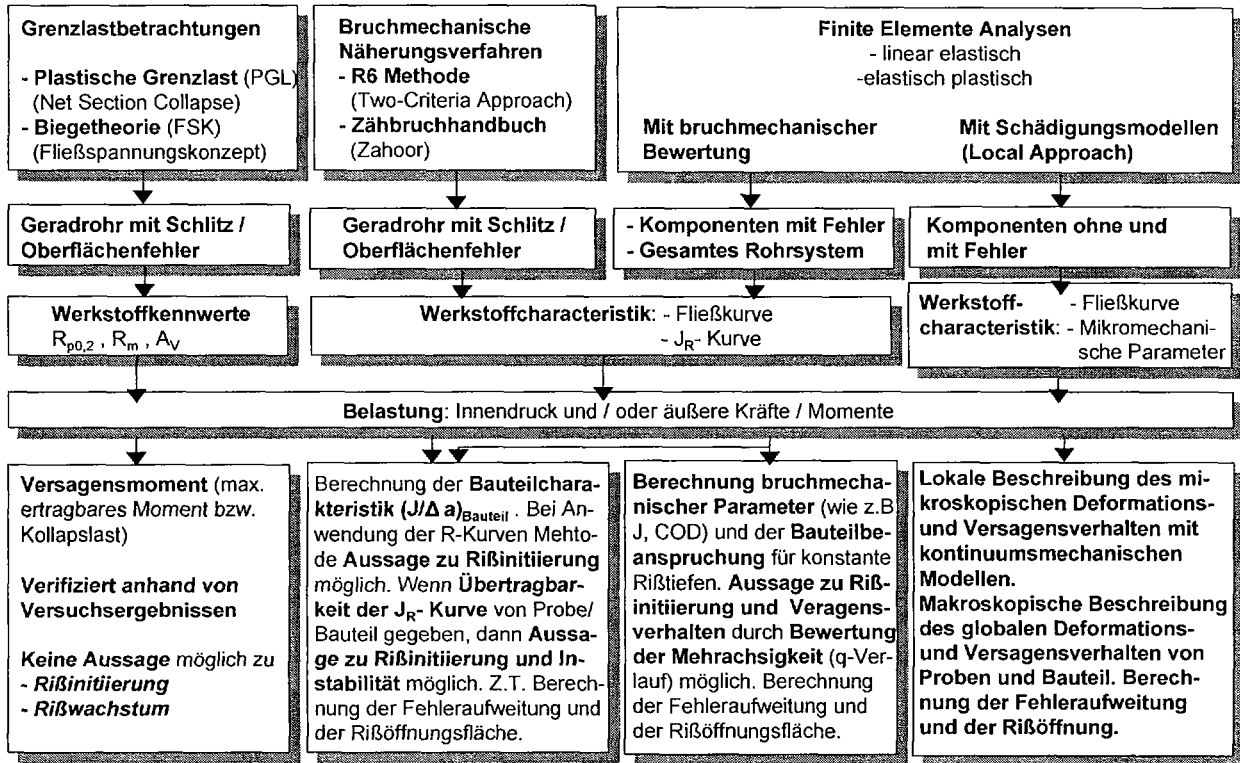 Grenzlastbetrachtungen
- Plastische Grenzlast (PGL)
(Net Section Collapse)
- Biegetheorie (FSK)
(Fließspannungskonzept)
Bruchmechanische
Näherungsverfahren
- R6 Methode
(Two-Criteria Approach)
- Zähbruchhandbuch
(Zahoor)
Finite Elemente Analysen
- linear elastisch
-elastisch plastisch
Mit bruchmechanischer
Bewertung
Mit Schädigungsmodellen
(Local Approach)
Geradrohr mit Schlitz /
Oberflächenfehler
Geradrohr mit Schlitz /
Oberflächenfehler
- Komponenten mit Fehler
- Gesamtes Rohrsystem
Komponenten ohne und
mit Fehler
Werkstoffkennwerte
Rp0,2 , Rm , AV
Werkstoffcharacteristik: - Fließkurve
- JR- Kurve
Werkstoff- - Fließkurve
characteristik: - Mikromechani-
sche Parameter
Belastung: Innendruck und / oder äußere Kräfte / Momente
Versagensmoment (max.
ertragbares Moment bzw.
Kollapslast)
Verifiziert anhand von
Versuchsergebnissen
Keine Aussage möglich zu
- Rißinitiierung
- Rißwachstum
Berechnung der Bauteilchara-
kteristik (J/Δ a)Bauteil . Bei An-
wendung der R-Kurven Mehto-
de Aussage zu Rißinitiierung
möglich. Wenn Übertragbar-
keit der JR- Kurve von Probe/
Bauteil gegeben, dann Aussa-
ge zu Rißinitiierung und In-
stabilität möglich. Z.T. Berech-
nung der Fehleraufweitung und
der Rißöffnungsfläche.
Berechnung bruchmecha-
nischer Parameter (wie z.B
J, COD) und der Bauteilbe-
anspruchung für konstante
Rißtiefen. Aussage zu Riß-
initiierung und Veragens-
verhalten durch Bewertung
der Mehrachsigkeit (q-Ver-
lauf) möglich. Berechnung
der Fehleraufweitung und
der Rißöffnungsfläche.
Lokale Beschreibung des mi-
kroskopischen Deformations-
und Versagensverhalten mit
kontinuumsmechanischen
Modellen.
Makroskopische Beschreibung
des globalen Deformations-
und Versagensverhalten von
Proben und Bauteil. Berech-
nung der Fehleraufweitung
und der Rißöffnung.